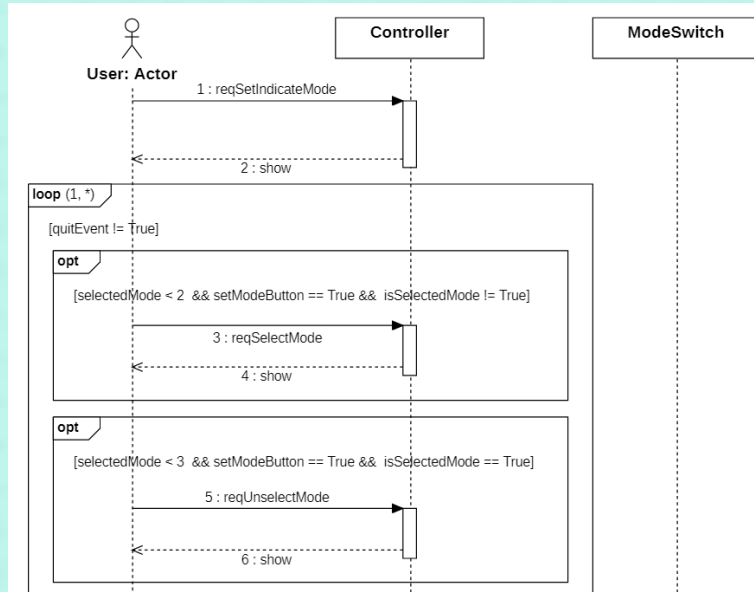 Controller
ModeSwitch
User: Actor
1 : reqSetIndicateMode
2 : show
loop (1, *)
[quitEvent != True]
opt
[selectedMode < 2 && setModeButton == True && isSelectedMode != True]
3 : reqSelectMode
4 : show
opt
[selectedMode < 3 && setModeButton == True && isSelectedMode == True]
5 : reqUnselectMode
6 : show